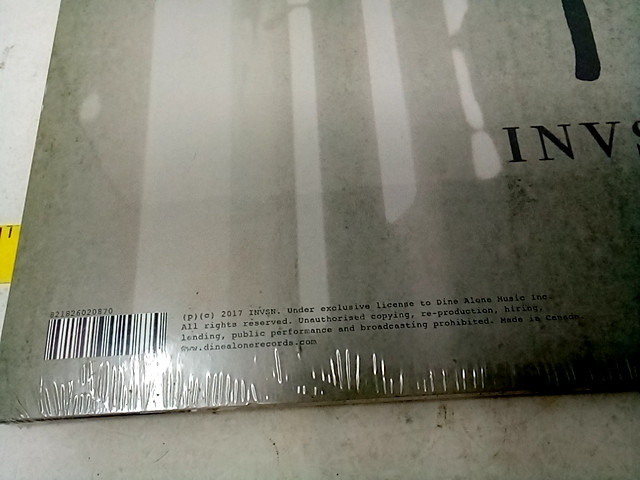 INVS
821826020870
(p)(c) 2017 INVSN. Under exclusive license to Dine Alone Music Inc.
All rights reserved. Unauthorised copying, re-production, hiring,
lending, public performance and broadcasting prohibited. Made in Canada.
www.dinealonerecords.com
1